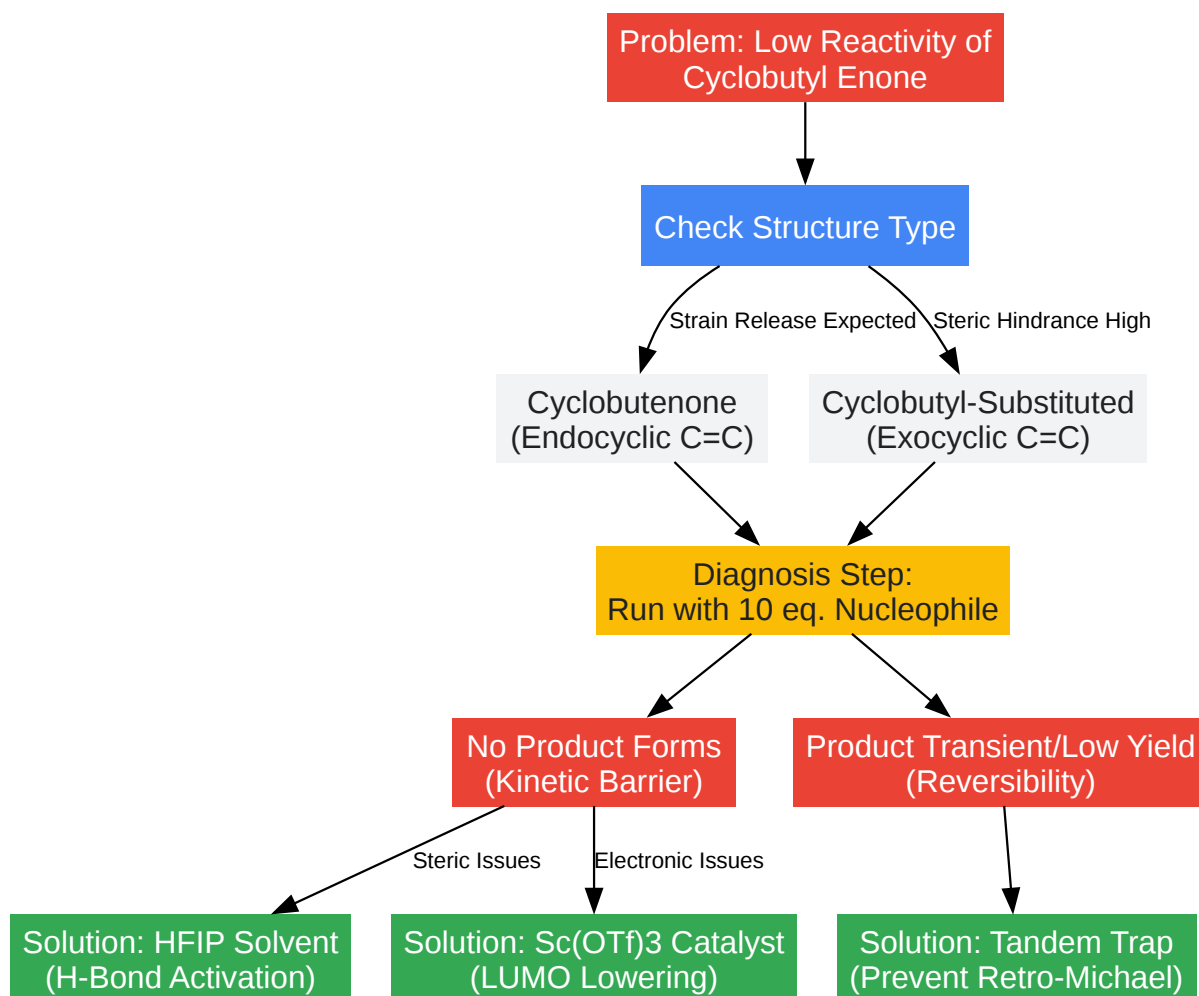 Problem: Low Reactivity of
Cyclobutyl Enone
Check Structure Type
Strain Release Expected
Steric Hindrance High
Cyclobutenone
(Endocyclic C=C)
Cyclobutyl-Substituted
(Exocyclic C=C)
Diagnosis Step:
Run with 10 eq. Nucleophile
No Product Forms
(Kinetic Barrier)
Product Transient/Low Yield
(Reversibility)
Steric Issues
Electronic Issues
Solution: HFIP Solvent
(H-Bond Activation)
Solution: Sc(OTf)3 Catalyst
(LUMO Lowering)
Solution: Tandem Trap
(Prevent Retro-Michael)